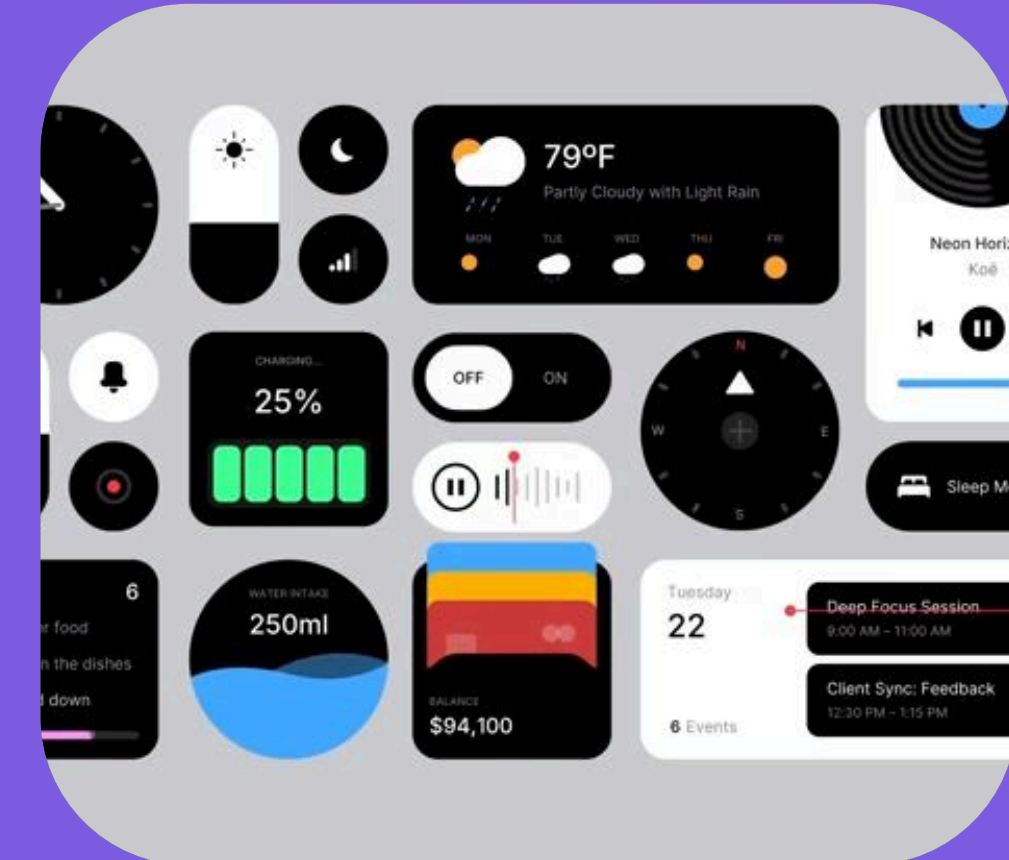 79ºF
Partly Cloudy with Light Rain
MON TUE WED THU FRI
Neon Hori
Koë
CHARGING...
25%
OFF ON
N
W E
S
Sleep M
6
r food
n the dishes
d down
WATER INTAKE
250ml
BALANCE
$94,100
Tuesday
22
6 Events
Deep Focus Session
9:00 AM – 11:00 AM
Client Sync: Feedback
12:30 PM – 1:15 PM